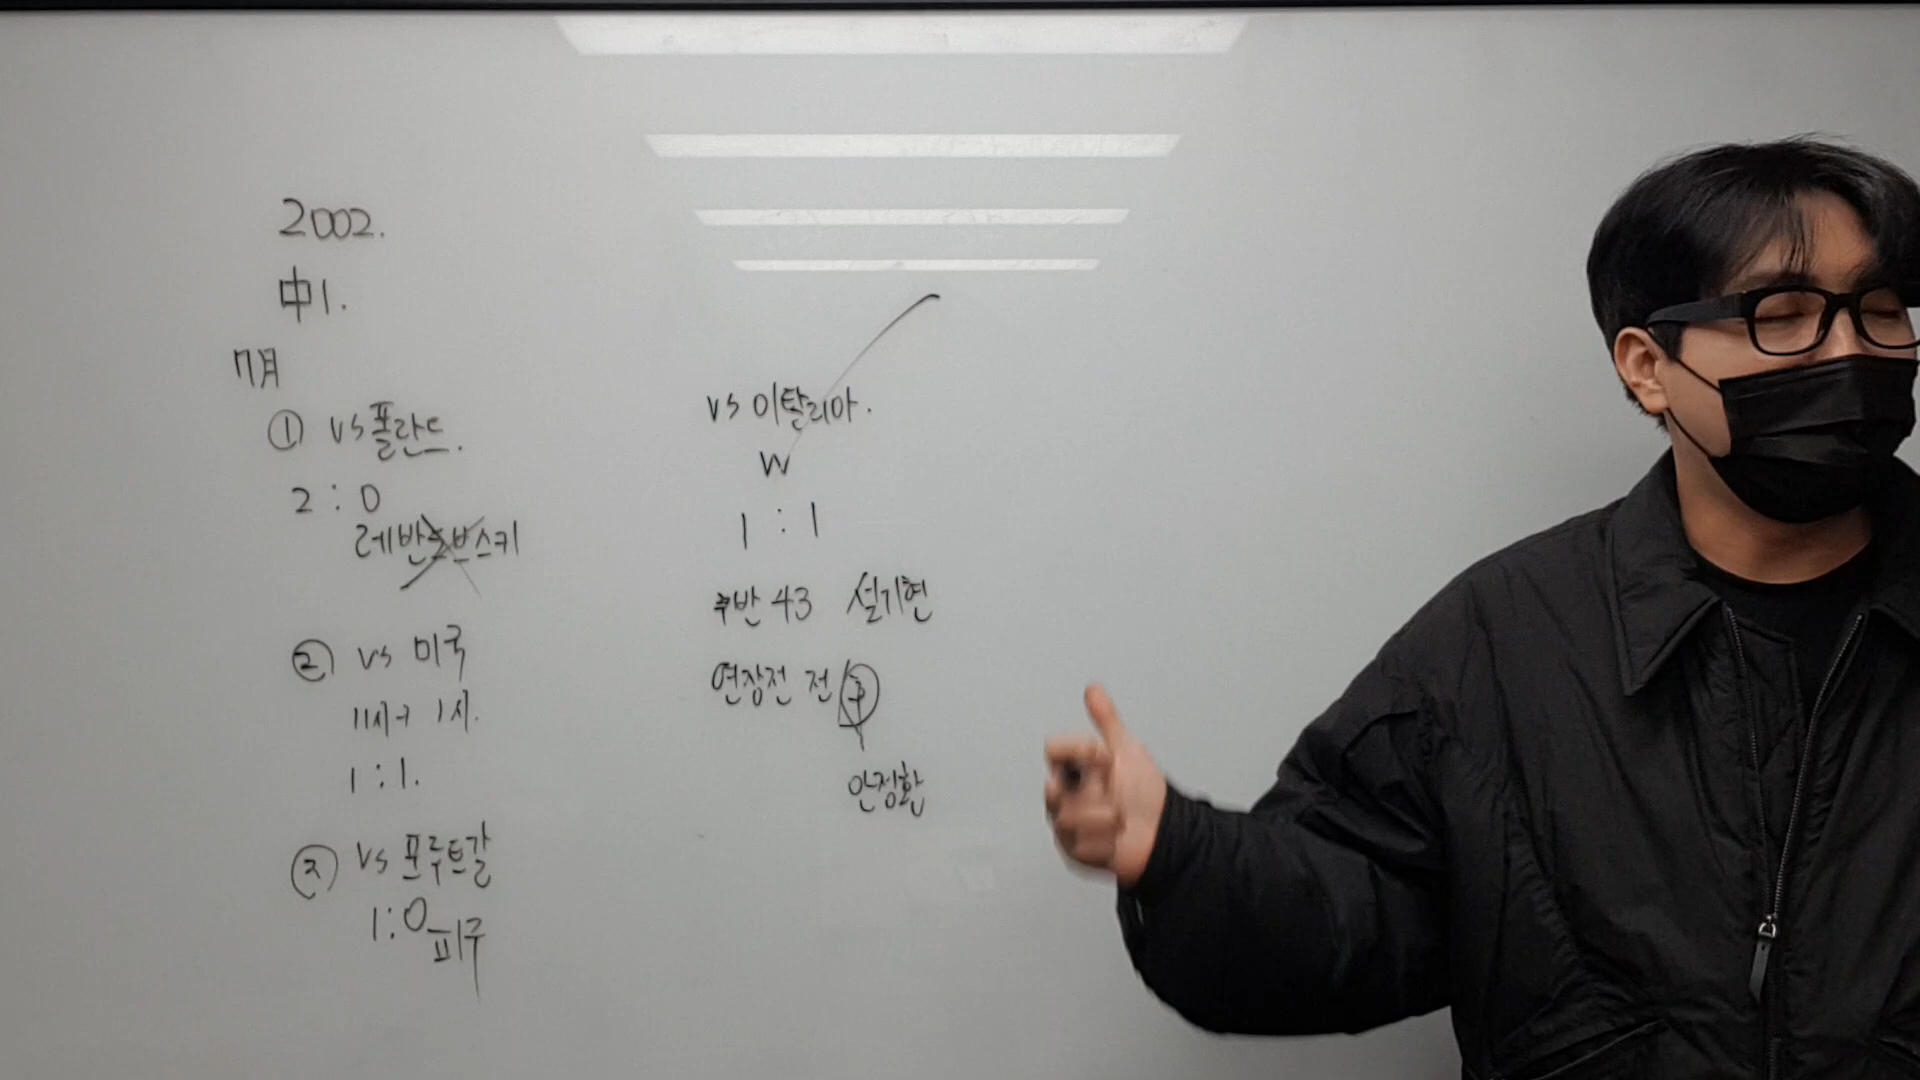 2002.
中1.
7月
① vs 폴란드.
2 : 0
레반도브스키
② vs 미국
11시→ 1시.
1 : 1.
③ vs 포루트갈
1:0 피구
vs 이탈리아.
W
1 : 1
후반 43 설기현
연장전 전 후
안정환